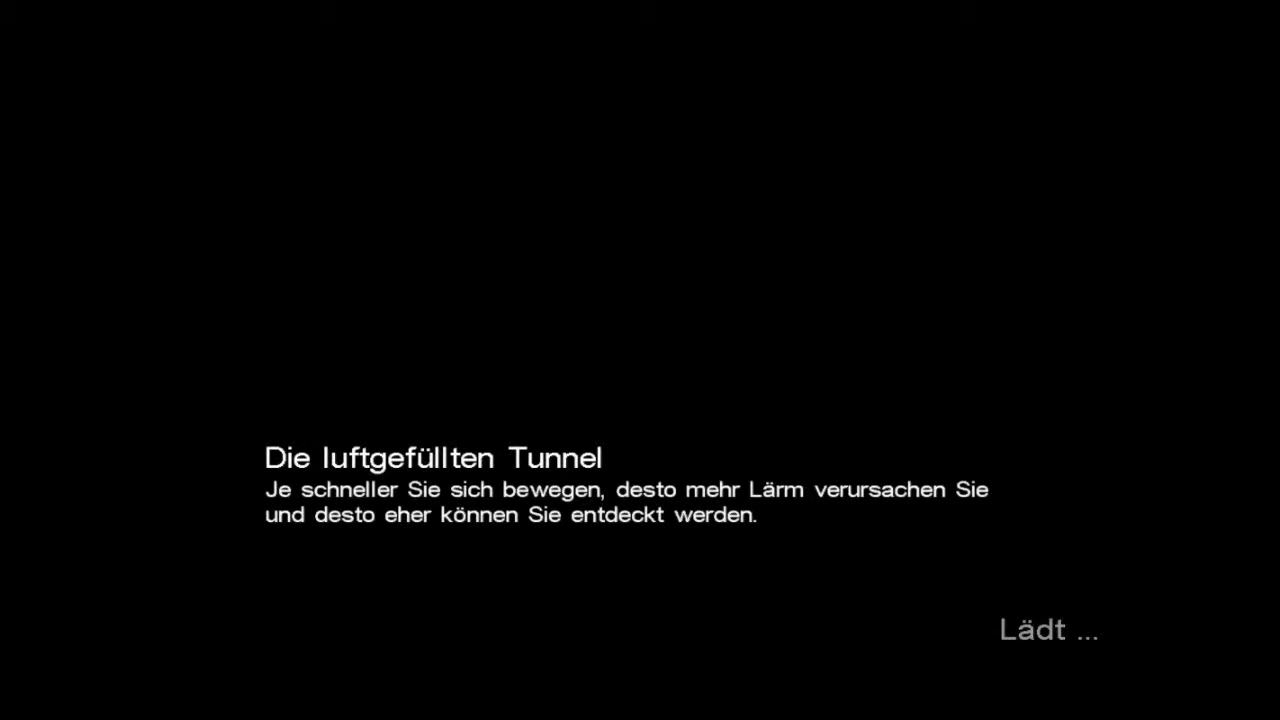 Die luftgefüllten Tunnel
Je schneller Sie sich bewegen, desto mehr Lärm verursachen Sie
und desto eher können Sie entdeckt werden.
Lädt ...